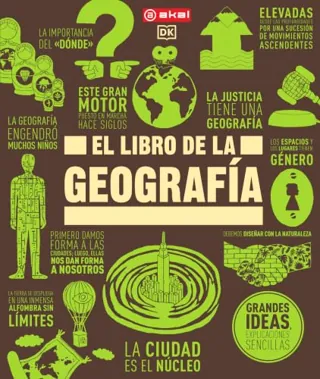 akal
DK
LA IMPORTANCIA
DEL «DÓNDE»
ELEVADAS
DESDE LAS PROFUNDIDADES
POR UNA SUCESIÓN
DE MOVIMIENTOS
ASCENDENTES
ESTE GRAN
MOTOR
PUESTO EN MARCHA
HACE SIGLOS
LA JUSTICIA
TIENE UNA
GEOGRAFÍA
LA GEOGRAFÍA
ENGENDRÓ
MUCHOS NIÑOS
EL LIBRO DE LA
GEOGRAFÍA
LOS ESPACIOS Y
LOS LUGARES TIENEN
GÉNERO
PRIMERO DAMOS
FORMA A LAS
CIUDADES; LUEGO, ELLAS
NOS DAN FORMA
A NOSOTROS
DEBEMOS DISEÑAR CON LA NATURALEZA
LA TIERRA SE DESPLIEGA
EN UNA INMENSA
ALFOMBRA SIN
LÍMITES
GRANDES
IDEAS,
EXPLICACIONES
SENCILLAS
LA CIUDAD
ES EL NÚCLEO